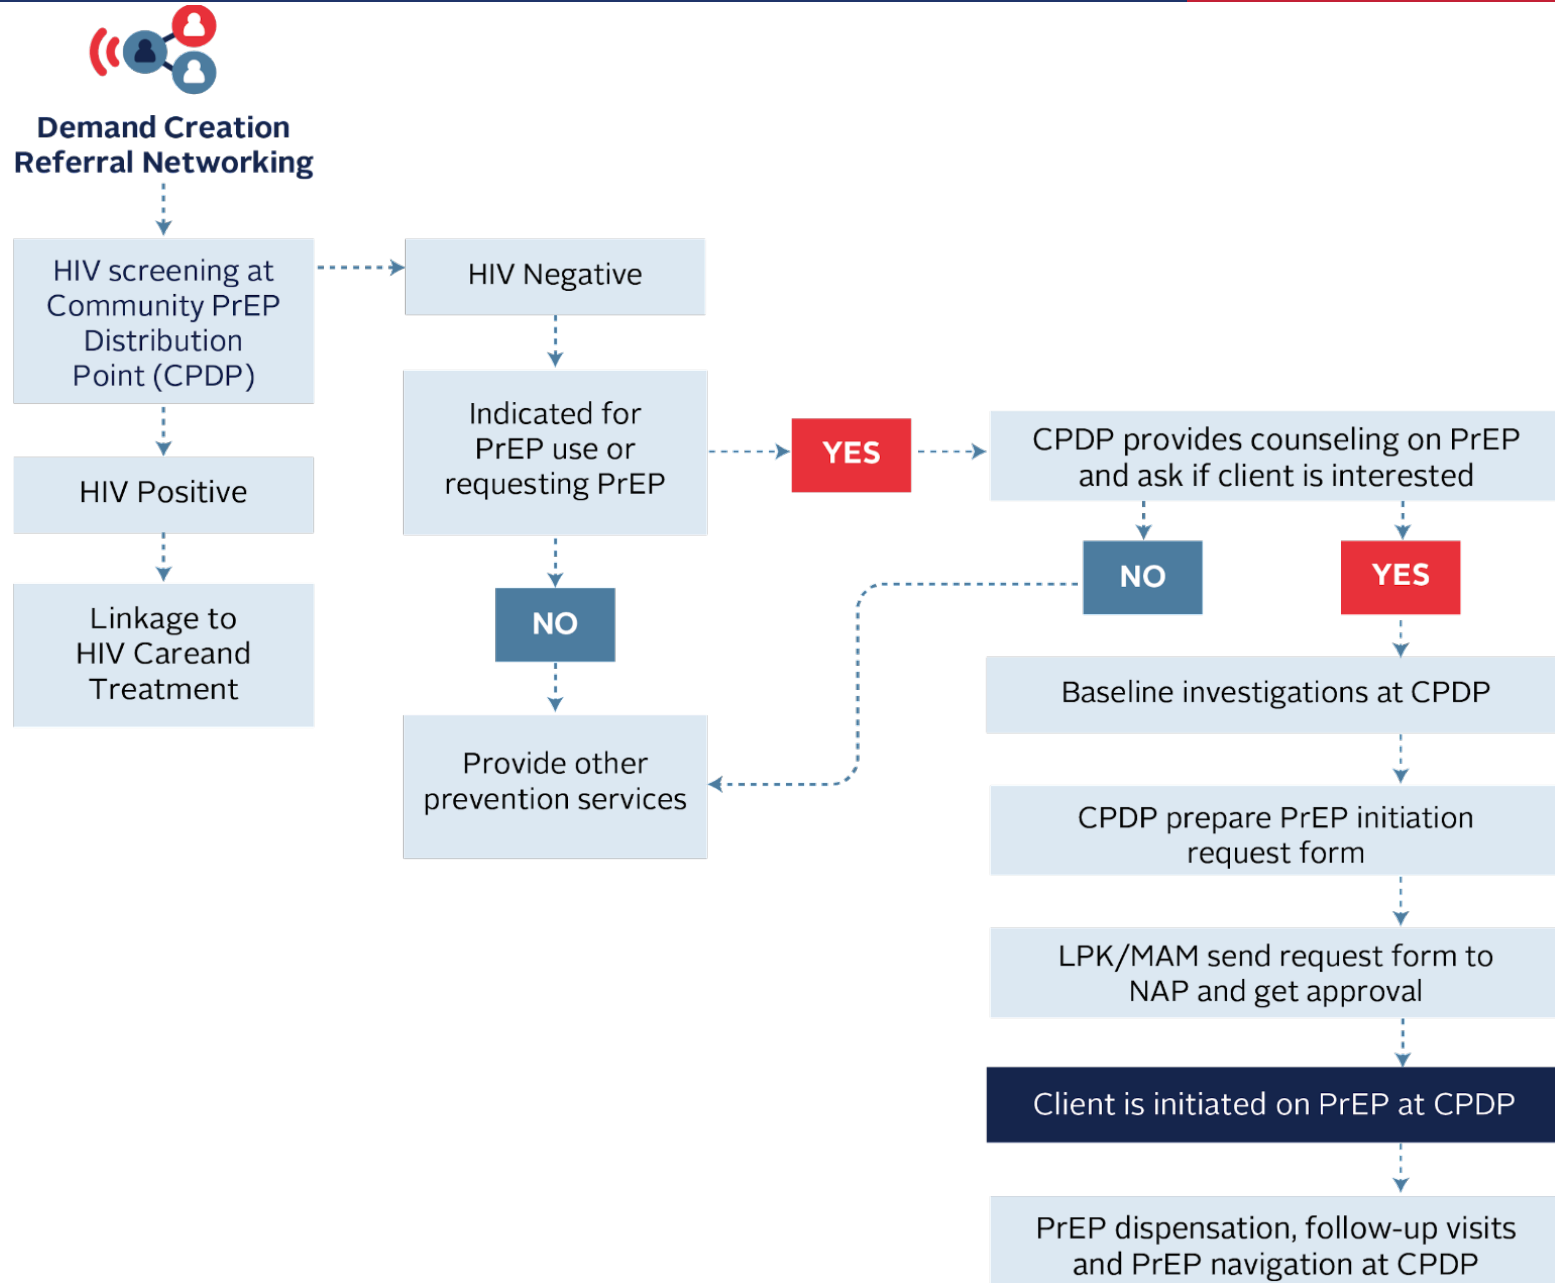 Demand Creation
Referral Networking
HIV screening at
Community PrEP
Distribution
Point (CPDP)
HIV Positive
Linkage to
HIV Careand
Treatment
HIV Negative
Indicated for
PrEP use or
requesting PrEP
NO
Provide other
prevention services
YES
CPDP provides counseling on PrEP
and ask if client is interested
NO
YES
Baseline investigations at CPDP
CPDP prepare PrEP initiation
request form
LPK/MAM send request form to
NAP and get approval
Client is initiated on PrEP at CPDP
PrEP dispensation, follow-up visits
and PrEP navigation at CPDP